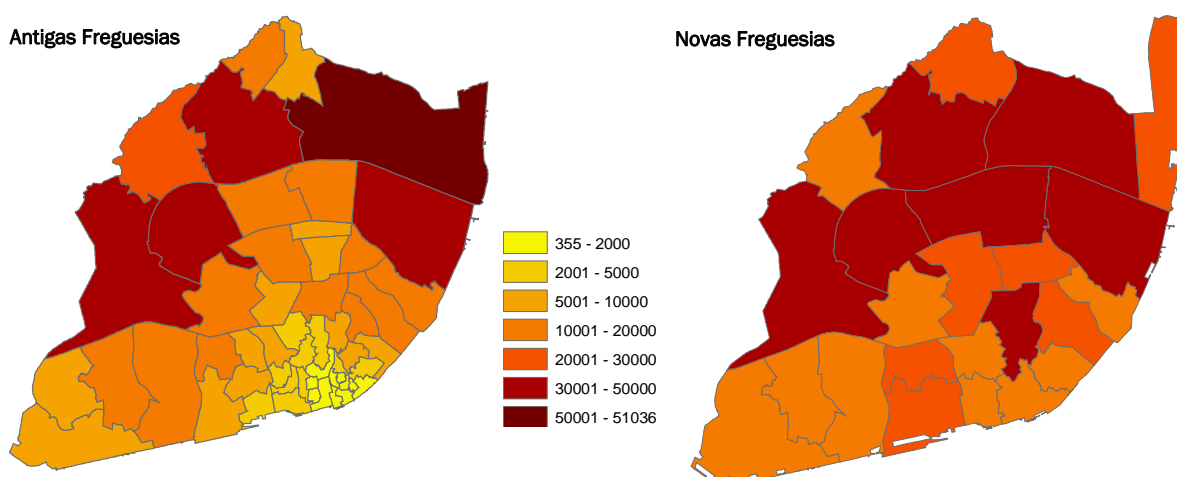 Antigas Freguesias
Novas Freguesias
355 - 2000
2001 - 5000
5001 - 10000
10001 - 20000
20001 - 30000
30001 - 50000
50001 - 51036